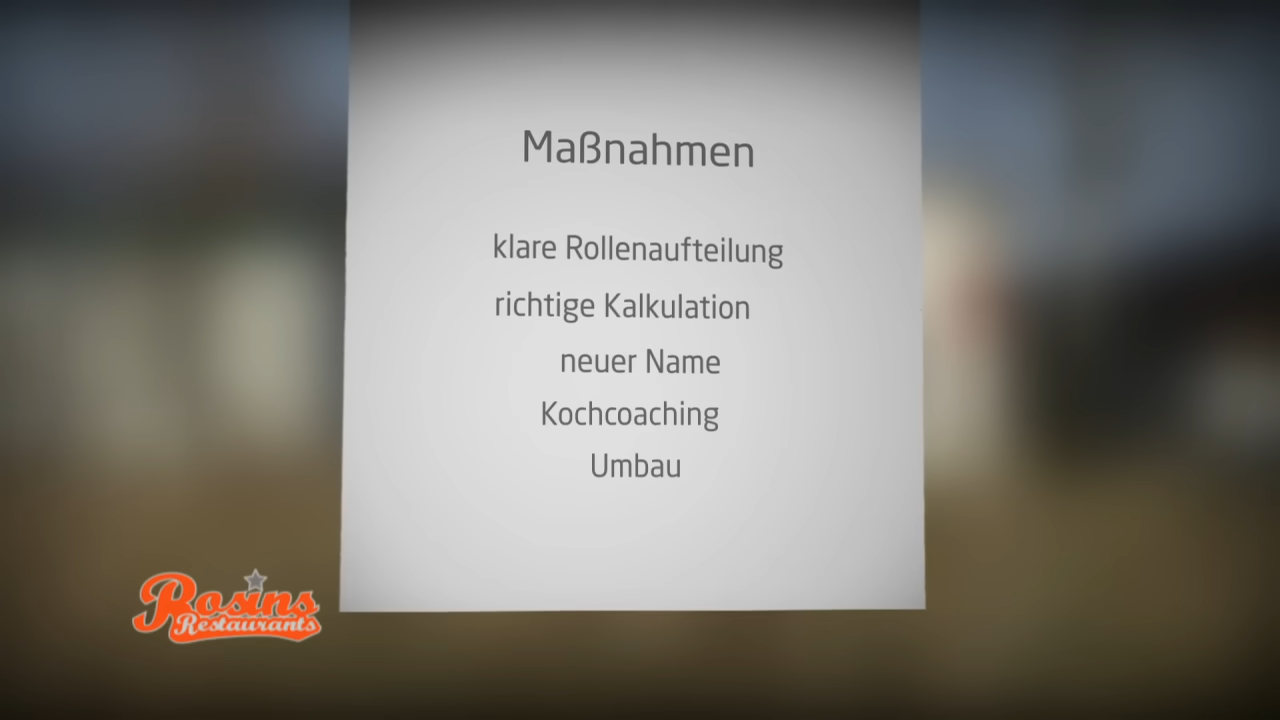 Maßnahmen
klare Rollenaufteilung
richtige Kalkulation
neuer Name
Kochcoaching
Umbau
Rosins
Restaurants